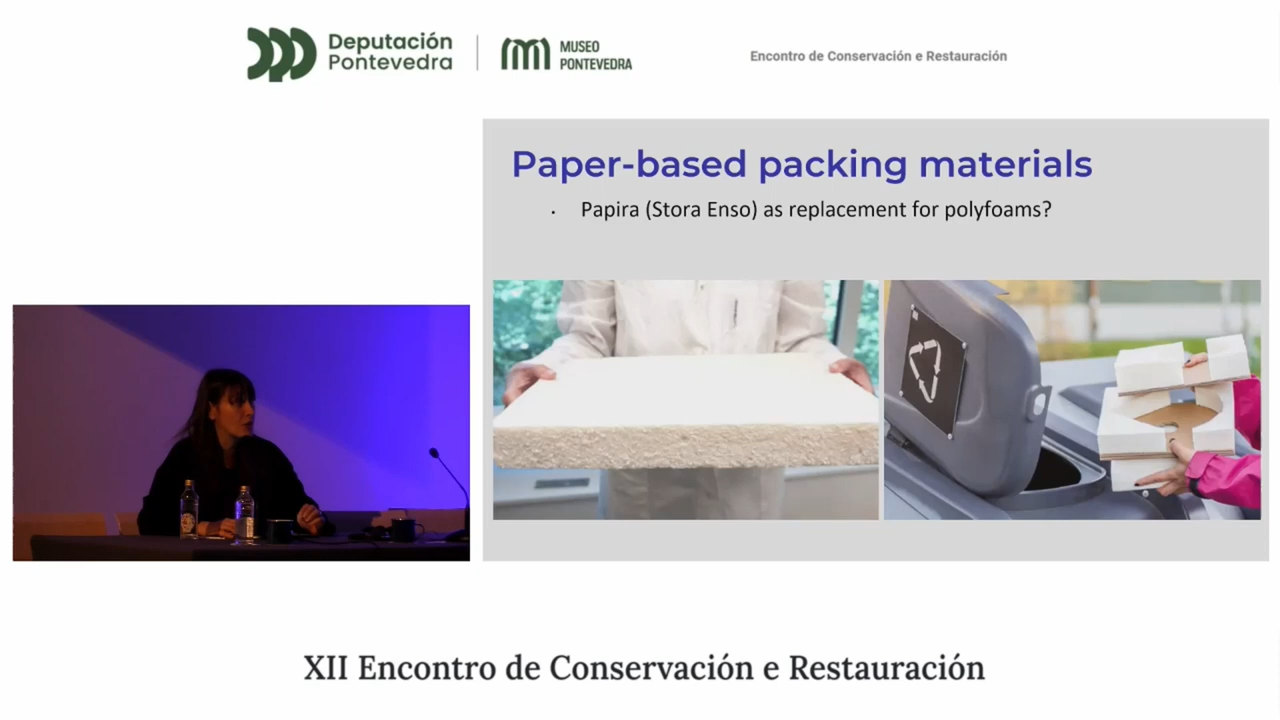 Deputación
Pontevedra
MUSEO
PONTEVEDRA
Encontro de Conservación e Restauración
Paper-based packing materials
• Papira (Stora Enso) as replacement for polyfoams?
XII Encontro de Conservación e Restauración